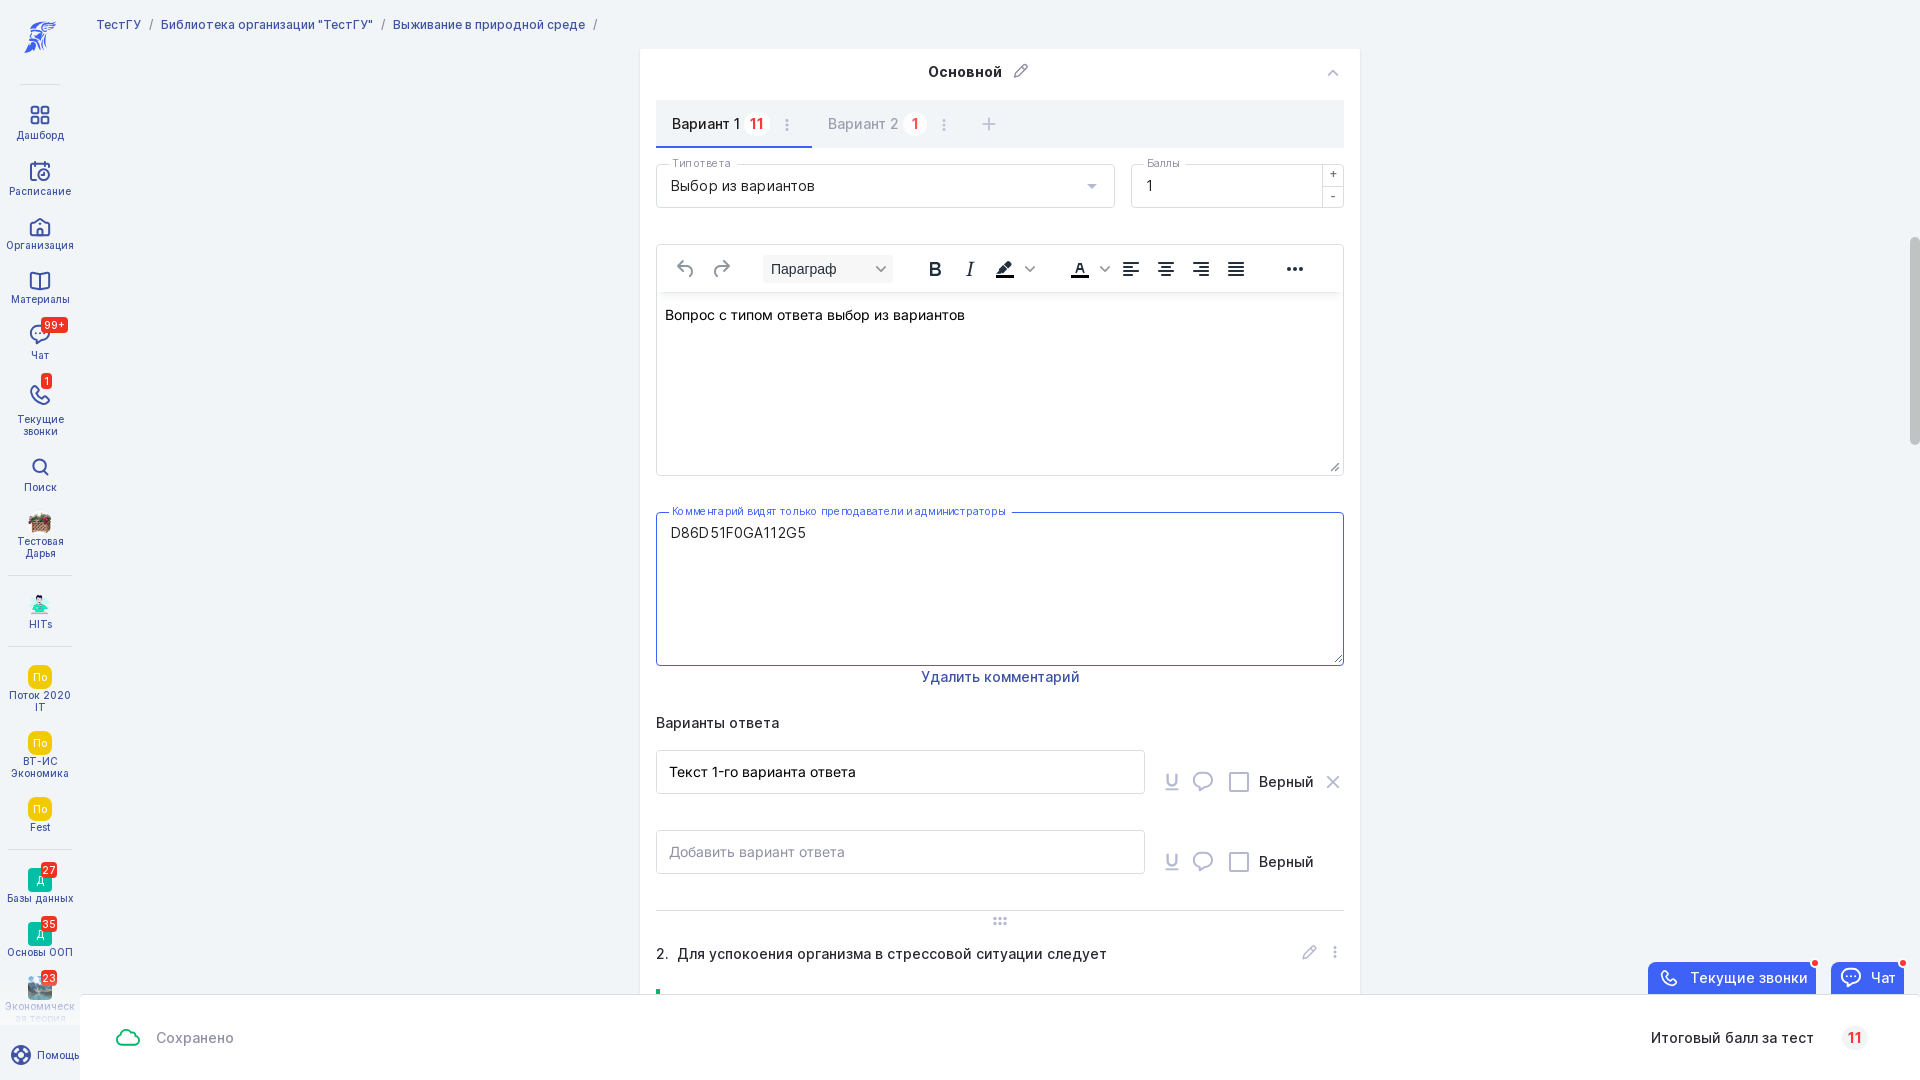 ТестГУ / Библиотека организации "ТестГУ" / Выживание в природной среде /
Дашборд
Расписание
Организация
Материалы
99+
Чат
1
Текущие
звонки
Поиск
Тестовая
Дарья
HITs
По
Поток 2020
IT
По
ВТ-ИС
Экономика
По
Fest
27
Д
Базы данных
35
Д
Основы ООП
23
Экономическ
ая теория
Помощь
Основной
Вариант 1 11 Вариант 2 1
Тип ответа
Выбор из вариантов
Баллы
1
+
-
Параграф
Вопрос с типом ответа выбор из вариантов
Комментарий видят только преподаватели и администраторы
D86D51F0GA112G5
Удалить комментарий
Варианты ответа
Текст 1-го варианта ответа
Верный
Добавить вариант ответа
Верный
2. Для успокоения организма в стрессовой ситуации следует
Текущие звонки
Чат
Сохранено
Итоговый балл за тест 11